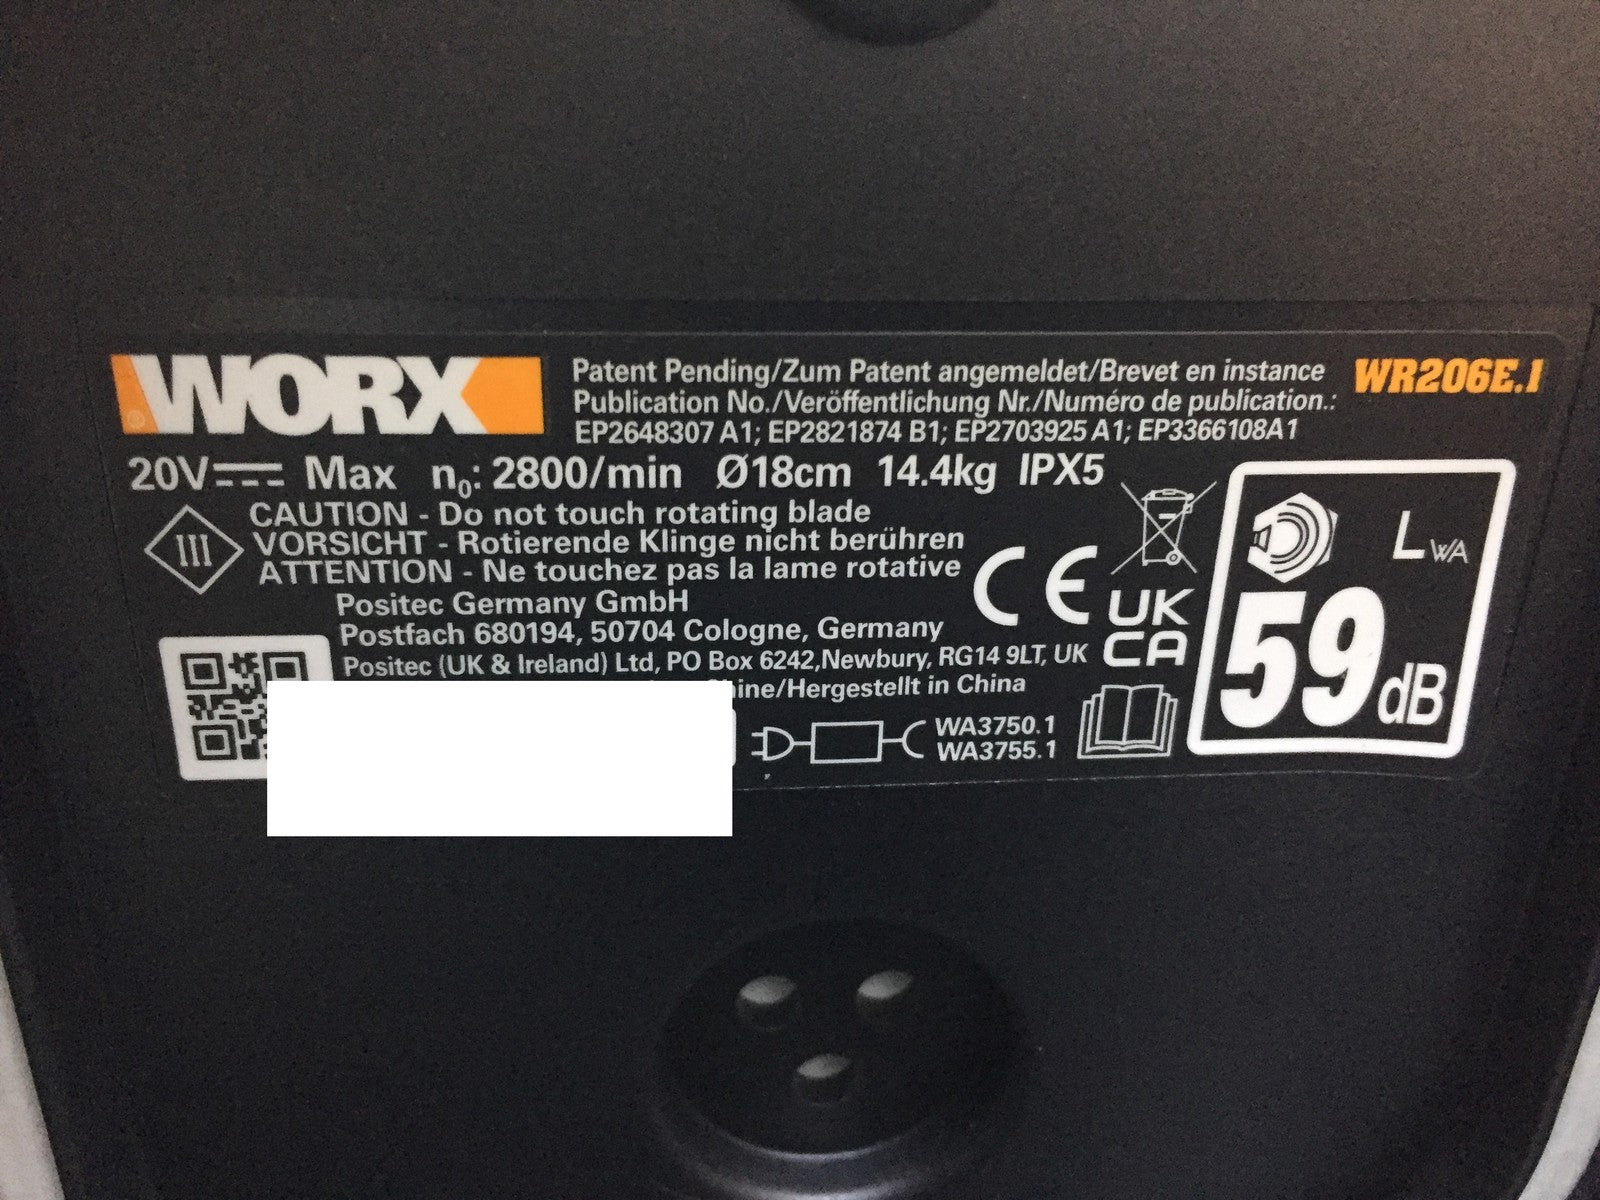 WORX®
Patent Pending/Zum Patent angemeldet/Brevet en instance
WR206E.1
Publication No./Veröffentlichung Nr./Numéro de publication.:
EP2648307 A1; EP2821874 B1; EP2703925 A1; EP3366108A1
20V Max n₀: 2800/min Ø18cm 14.4kg IPX5
III
CAUTION - Do not touch rotating blade
VORSICHT - Rotierende Klinge nicht berühren
ATTENTION - Ne touchez pas la lame rotative
Positec Germany GmbH
Postfach 680194, 50704 Cologne, Germany
Positec (UK & Ireland) Ltd, PO Box 6242,Newbury, RG14 9LT, UK
/Hergestellt in China
WA3750.1
WA3755.1
CE
UK
CA
LWA
59dB